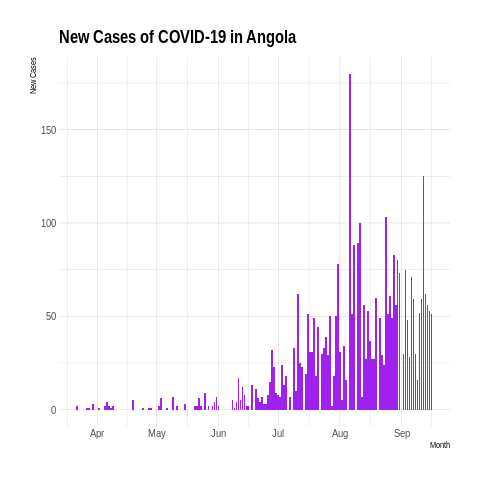 New Cases of COVID-19 in Angola
New Cases
150
100
50
0
Apr May Jun Jul Aug Sep
Month